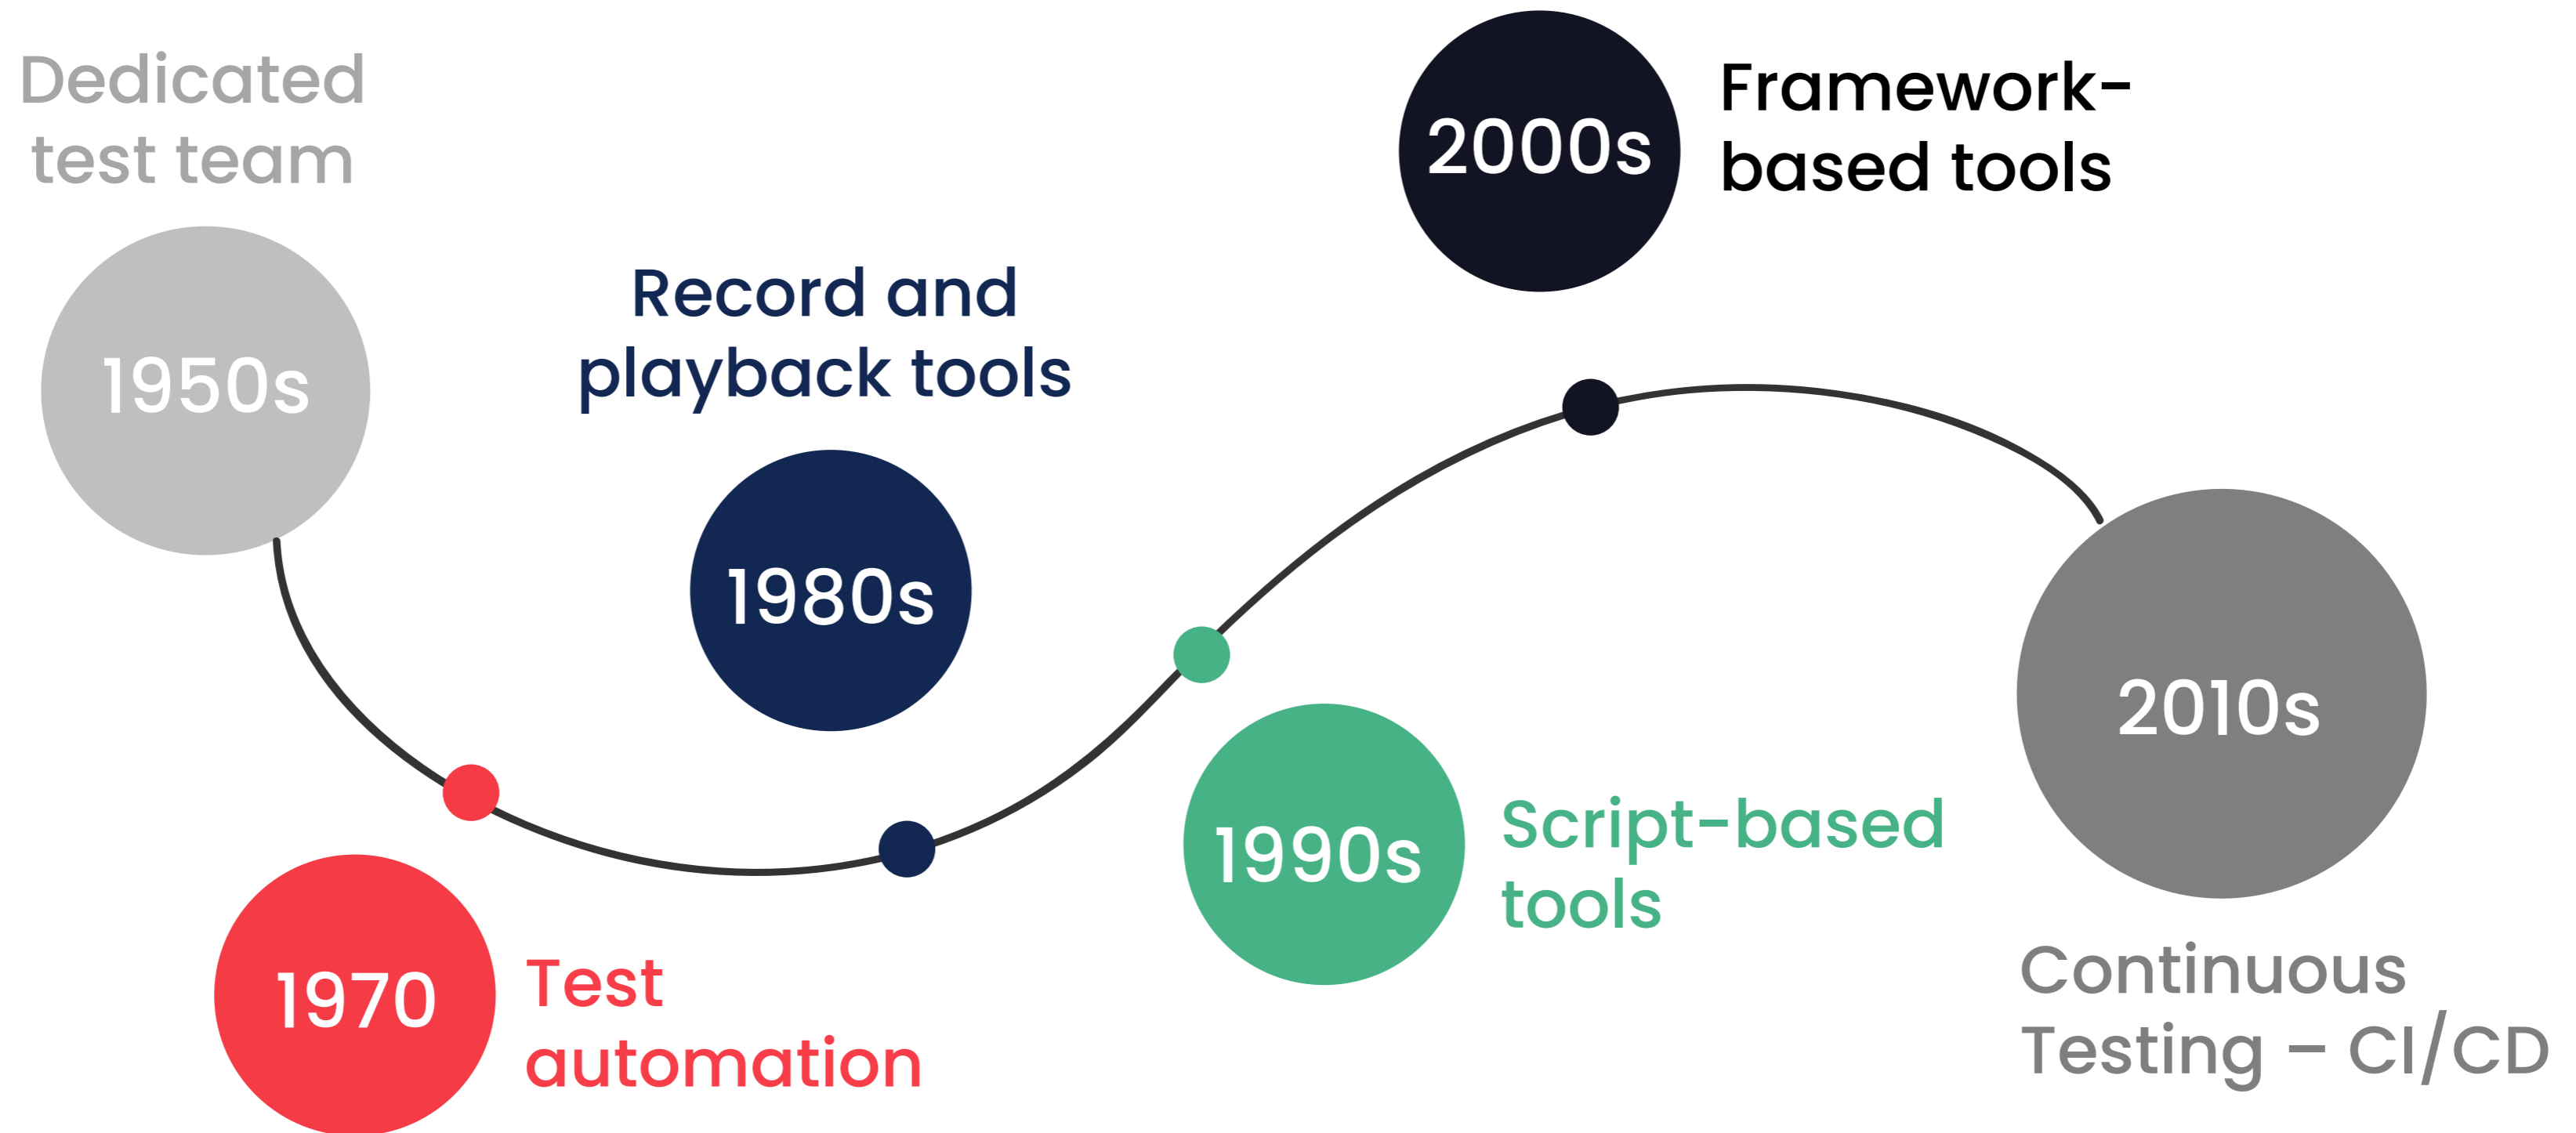 Dedicated
test team
1950s
1970
Test
automation
Record and
playback tools
1980s
1990s
Script-based
tools
2000s
Framework-
based tools
2010s
Continuous
Testing – CI/CD